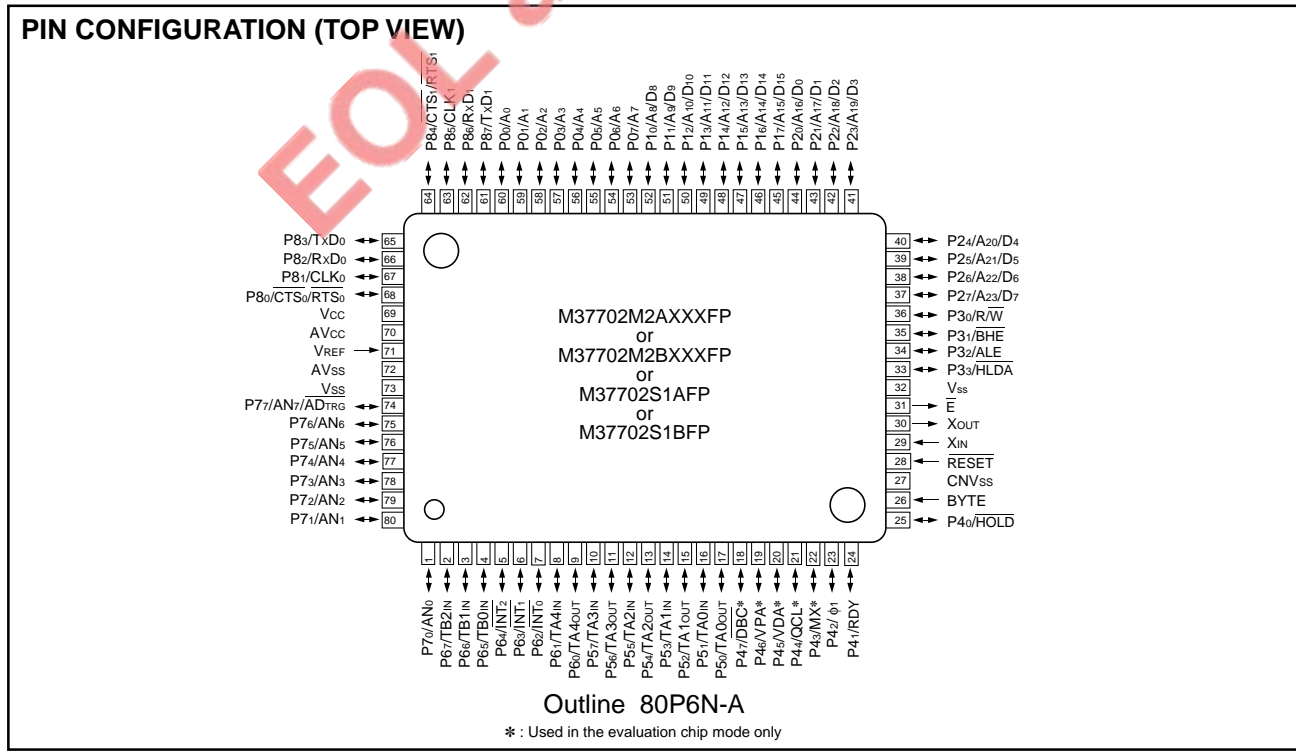 PIN CONFIGURATION (TOP VIEW)
EOL
P84/CTS1/RTS1
P85/CLK1
P86/RXD1
P87/TXD1
P00/A0
P01/A1
P02/A2
P03/A3
P04/A4
P05/A5
P06/A6
P07/A7
P10/A8/D8
P11/A9/D9
P12/A10/D10
P13/A11/D11
P14/A12/D12
P15/A13/D13
P16/A14/D14
P17/A15/D15
P20/A16/D0
P21/A17/D1
P22/A18/D2
P23/A19/D3
64 63 62 61 60 59 58 57 56 55 54 53 52 51 50 49 48 47 46 45 44 43 42 41
P83/TXD0 65
P82/RXD0 66
P81/CLK0 67
P80/CTS0/RTS0 68
VCC 69
AVCC 70
VREF 71
AVSS 72
VSS 73
P77/AN7/ADTRG 74
P76/AN6 75
P75/AN5 76
P74/AN4 77
P73/AN3 78
P72/AN2 79
P71/AN1 80
M37702M2AXXXFP
or
M37702M2BXXXFP
or
M37702S1AFP
or
M37702S1BFP
40 P24/A20/D4
39 P25/A21/D5
38 P26/A22/D6
37 P27/A23/D7
36 P30/R/W
35 P31/BHE
34 P32/ALE
33 P33/HLDA
32 Vss
31 E
30 XOUT
29 XIN
28 RESET
27 CNVSS
26 BYTE
25 P40/HOLD
1 2 3 4 5 6 7 8 9 10 11 12 13 14 15 16 17 18 19 20 21 22 23 24
P70/AN0
P67/TB2IN
P66/TB1IN
P65/TB0IN
P64/INT2
P63/INT1
P62/INT0
P61/TA4IN
P60/TA4OUT
P57/TA3IN
P56/TA3OUT
P55/TA2IN
P54/TA2OUT
P53/TA1IN
P52/TA1OUT
P51/TA0IN
P50/TA0OUT
P47/DBC*
P46/VPA*
P45/VDA*
P44/QCL*
P43/MX*
P42/ ϕ1
P41/RDY
Outline 80P6N-A
* : Used in the evaluation chip mode only